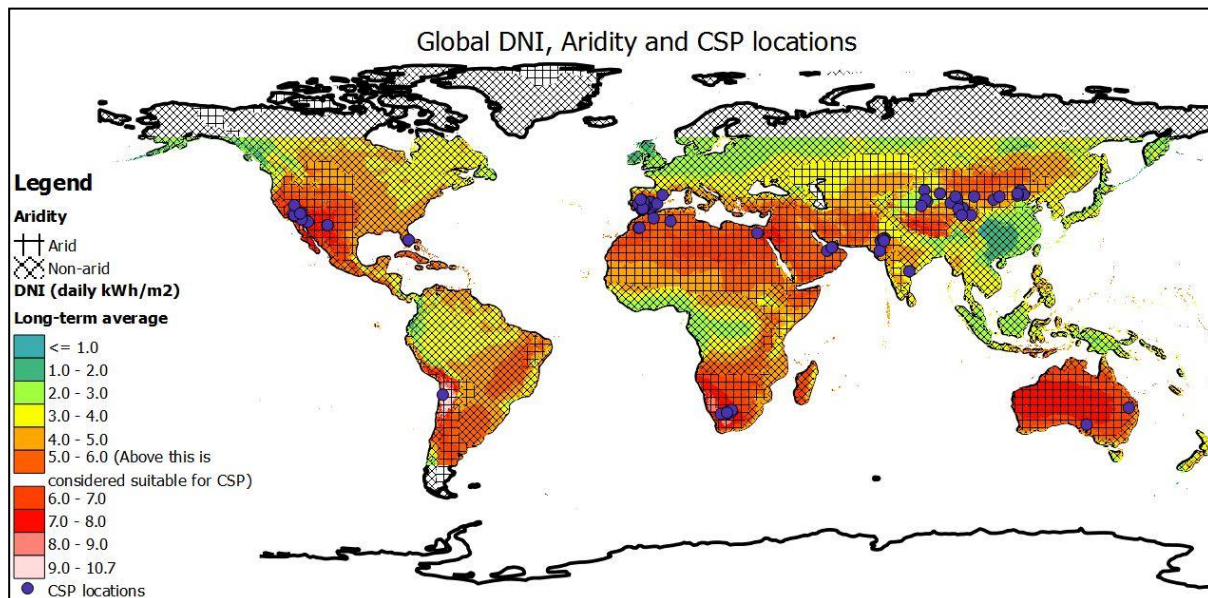 Global DNI, Aridity and CSP locations
Legend
Aridity
Arid
Non-arid
DNI (daily kWh/m2)
Long-term average
<= 1.0
1.0 - 2.0
2.0 - 3.0
3.0 - 4.0
4.0 - 5.0
5.0 - 6.0 (Above this is
considered suitable for CSP)
6.0 - 7.0
7.0 - 8.0
8.0 - 9.0
9.0 - 10.7
CSP locations